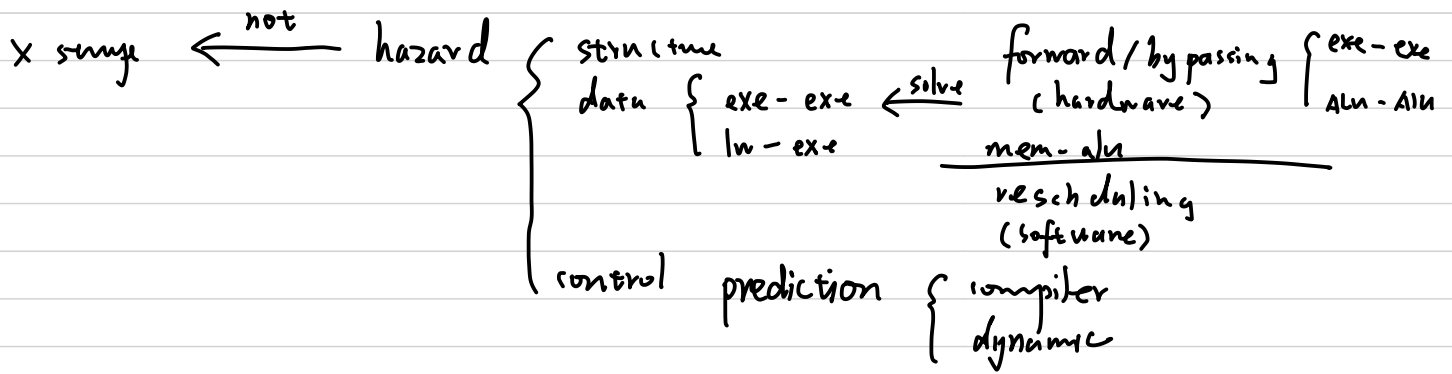 not
X hazard { structure
data { exe - exe
lw - exe
solve
forward / bypassing { exe - exe
(hardware) ALU - ALU
mem - alu
rescheduling
(software)
control prediction { compiler
dynamic